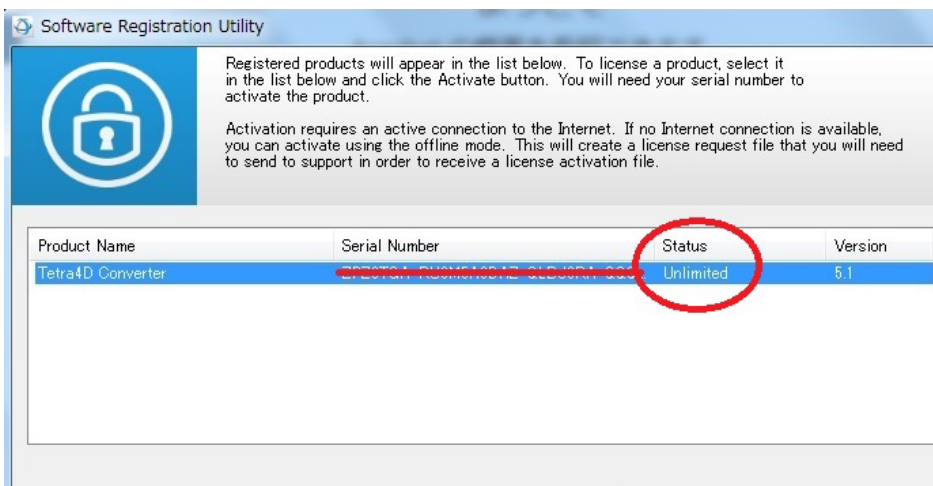 Software Registration Utility
Registered products will appear in the list below. To license a product, select it
in the list below and click the Activate button. You will need your serial number to
activate the product.
Activation requires an active connection to the Internet. If no Internet connection is available,
you can activate using the offline mode. This will create a license request file that you will need
to send to support in order to receive a license activation file.
Product Name Serial Number Status Version
Tetra4D Converter Unlimited 5.1